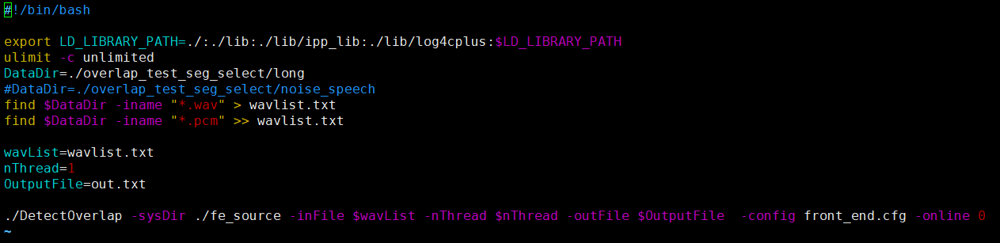 #!/bin/bash
export LD_LIBRARY_PATH=./:./lib:./lib/ipp_lib:./lib/log4cplus:$LD_LIBRARY_PATH
ulimit -c unlimited
DataDir=./overlap_test_seg_select/long
#DataDir=./overlap_test_seg_select/noise_speech
find $DataDir -iname "*.wav" > wavlist.txt
find $DataDir -iname "*.pcm" >> wavlist.txt
wavList=wavlist.txt
nThread=1
OutputFile=out.txt
./DetectOverlap -sysDir ./fe_source -inFile $wavList -nThread $nThread -outFile $OutputFile  -config front_end.cfg -online 0
~